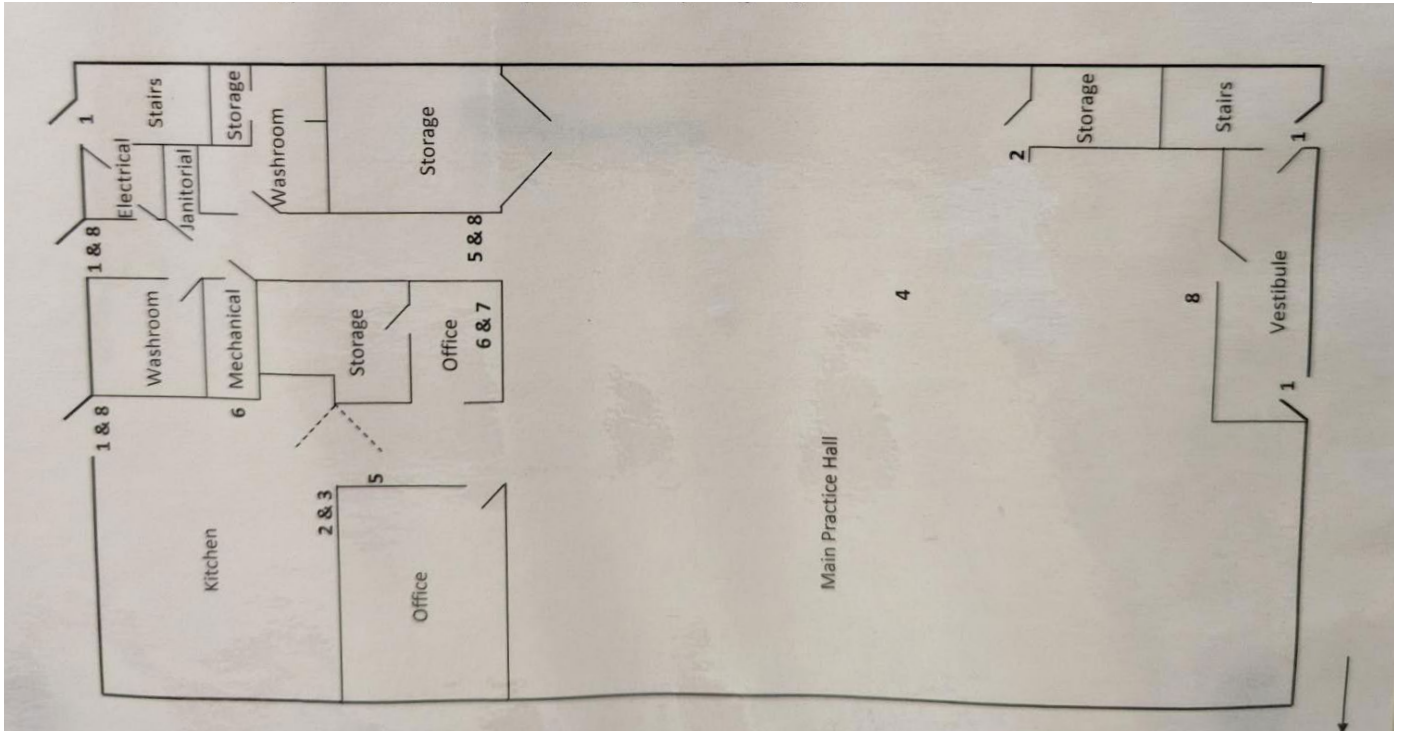 1
Stairs
Storage
Electrical
Janitorial
Washroom
Storage
1 & 8
5 & 8
Washroom
Mechanical
Storage
Office
6 & 7
6
1 & 8
5
2 & 3
Kitchen
Office
4
Main Practice Hall
2
Storage
Stairs
1
8
Vestibule
1